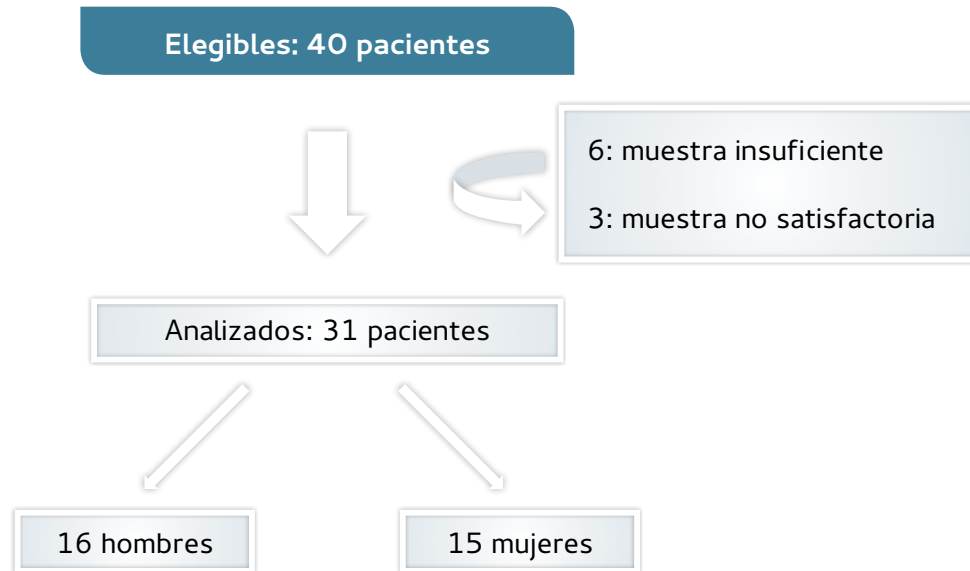 Elegibles: 40 pacientes
6: muestra insuficiente
3: muestra no satisfactoria
Analizados: 31 pacientes
16 hombres
15 mujeres